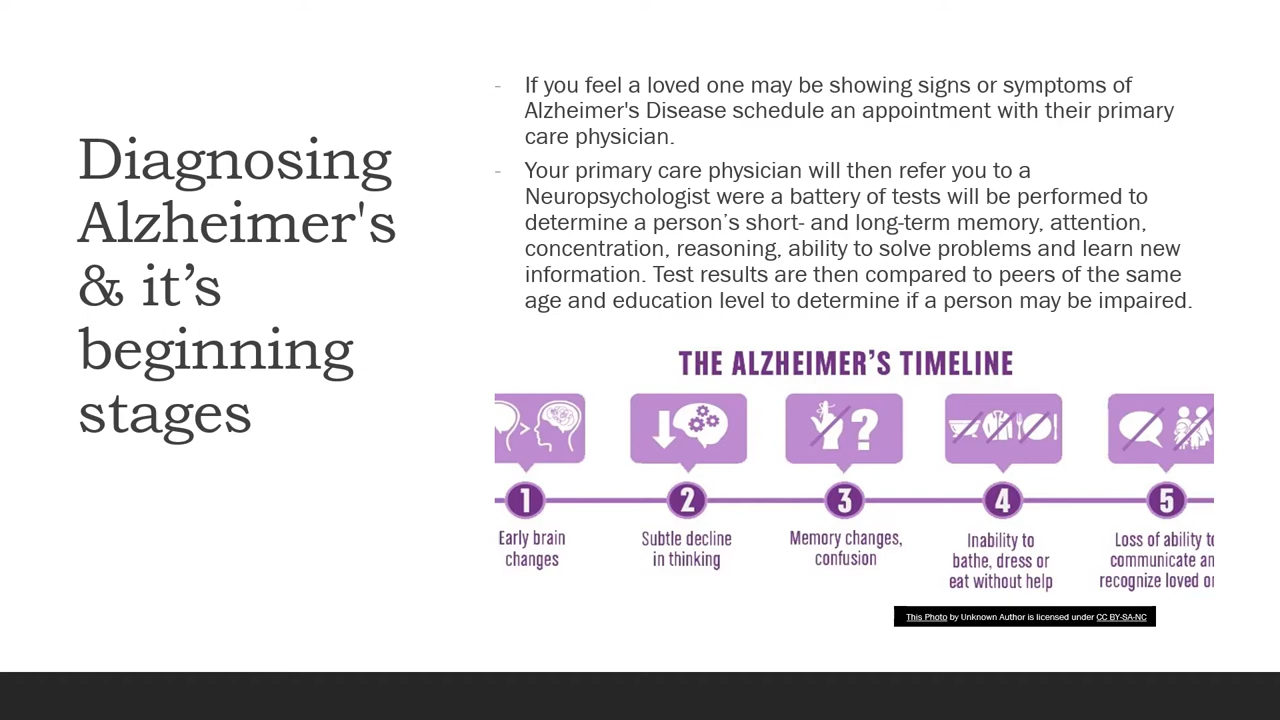 Diagnosing
Alzheimer's
& it’s
beginning
stages
- If you feel a loved one may be showing signs or symptoms of
Alzheimer's Disease schedule an appointment with their primary
care physician.
- Your primary care physician will then refer you to a
Neuropsychologist were a battery of tests will be performed to
determine a person’s short- and long-term memory, attention,
concentration, reasoning, ability to solve problems and learn new
information. Test results are then compared to peers of the same
age and education level to determine if a person may be impaired.
THE ALZHEIMER’S TIMELINE
>
?
1
2
3
4
5
Early brain
changes
Subtle decline
in thinking
Memory changes,
confusion
Inability to
bathe, dress or
eat without help
Loss of ability
communicate
recognize loved
This Photo by Unknown Author is licensed under CC BY-SA-NC